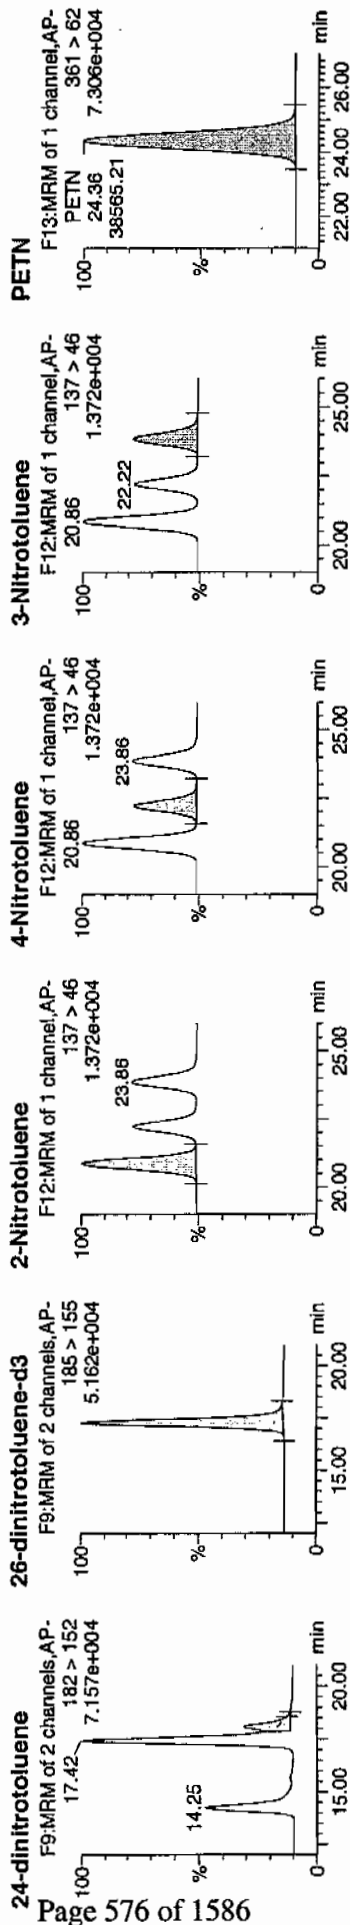 24-dinitrotoluene
F9:MRM of 2 channels,AP-
182 > 152
7.157e+004
17.42
14.25
100
%
0
15.00
20.00
min
26-dinitrotoluene-d3
F9:MRM of 2 channels,AP-
185 > 155
5.162e+004
100
%
0
15.00
20.00
min
2-Nitrotoluene
F12:MRM of 1 channel,AP-
137 > 46
1.372e+004
23.86
100
%
0
20.00
25.00
min
4-Nitrotoluene
F12:MRM of 1 channel,AP-
137 > 46
1.372e+004
20.86
23.86
100
%
0
20.00
25.00
min
3-Nitrotoluene
F12:MRM of 1 channel,AP-
137 > 46
1.372e+004
20.86
22.22
100
%
0
20.00
25.00
min
PETN
F13:MRM of 1 channel,AP-
361 > 62
7.306e+004
PETN
24.36
38565.21
100
%
0
22.00
24.00
26.00
min
Page 576 of 1586